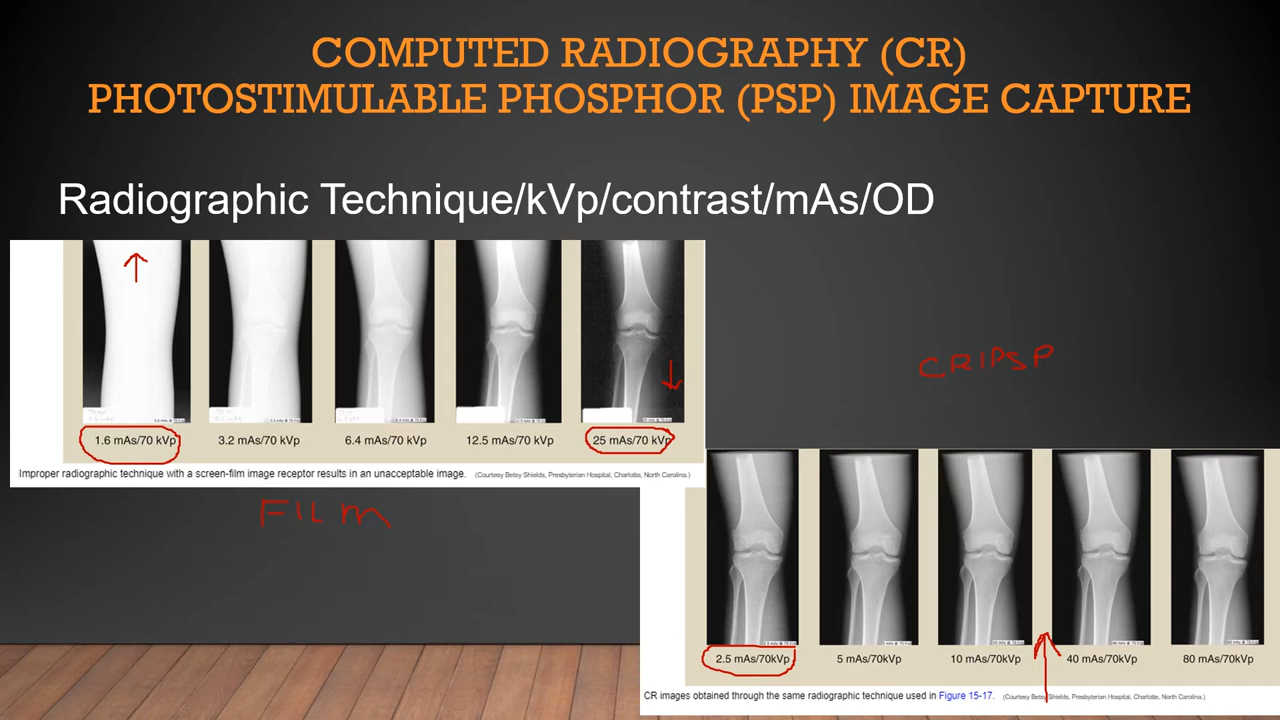 COMPUTED RADIOGRAPHY (CR)
PHOTOSTIMULABLE PHOSPHOR (PSP) IMAGE CAPTURE
Radiographic Technique/kVp/contrast/mAs/OD
1.6 mAs/70 kVp 3.2 mAs/70 kVp 6.4 mAs/70 kVp 12.5 mAs/70 kVp 25 mAs/70 kVp
Improper radiographic technique with a screen-film image receptor results in an unacceptable image. (Courtesy Betsy Shields, Presbyterian Hospital, Charlotte, North Carolina.)
FILM
CR/PSP
2.5 mAs/70kVp 5 mAs/70kVp 10 mAs/70kVp 40 mAs/70kVp 80 mAs/70kVp
CR images obtained through the same radiographic technique used in Figure 15-17. (Courtesy Betsy Shields, Presbyterian Hospital, Charlotte, North Carolina.)